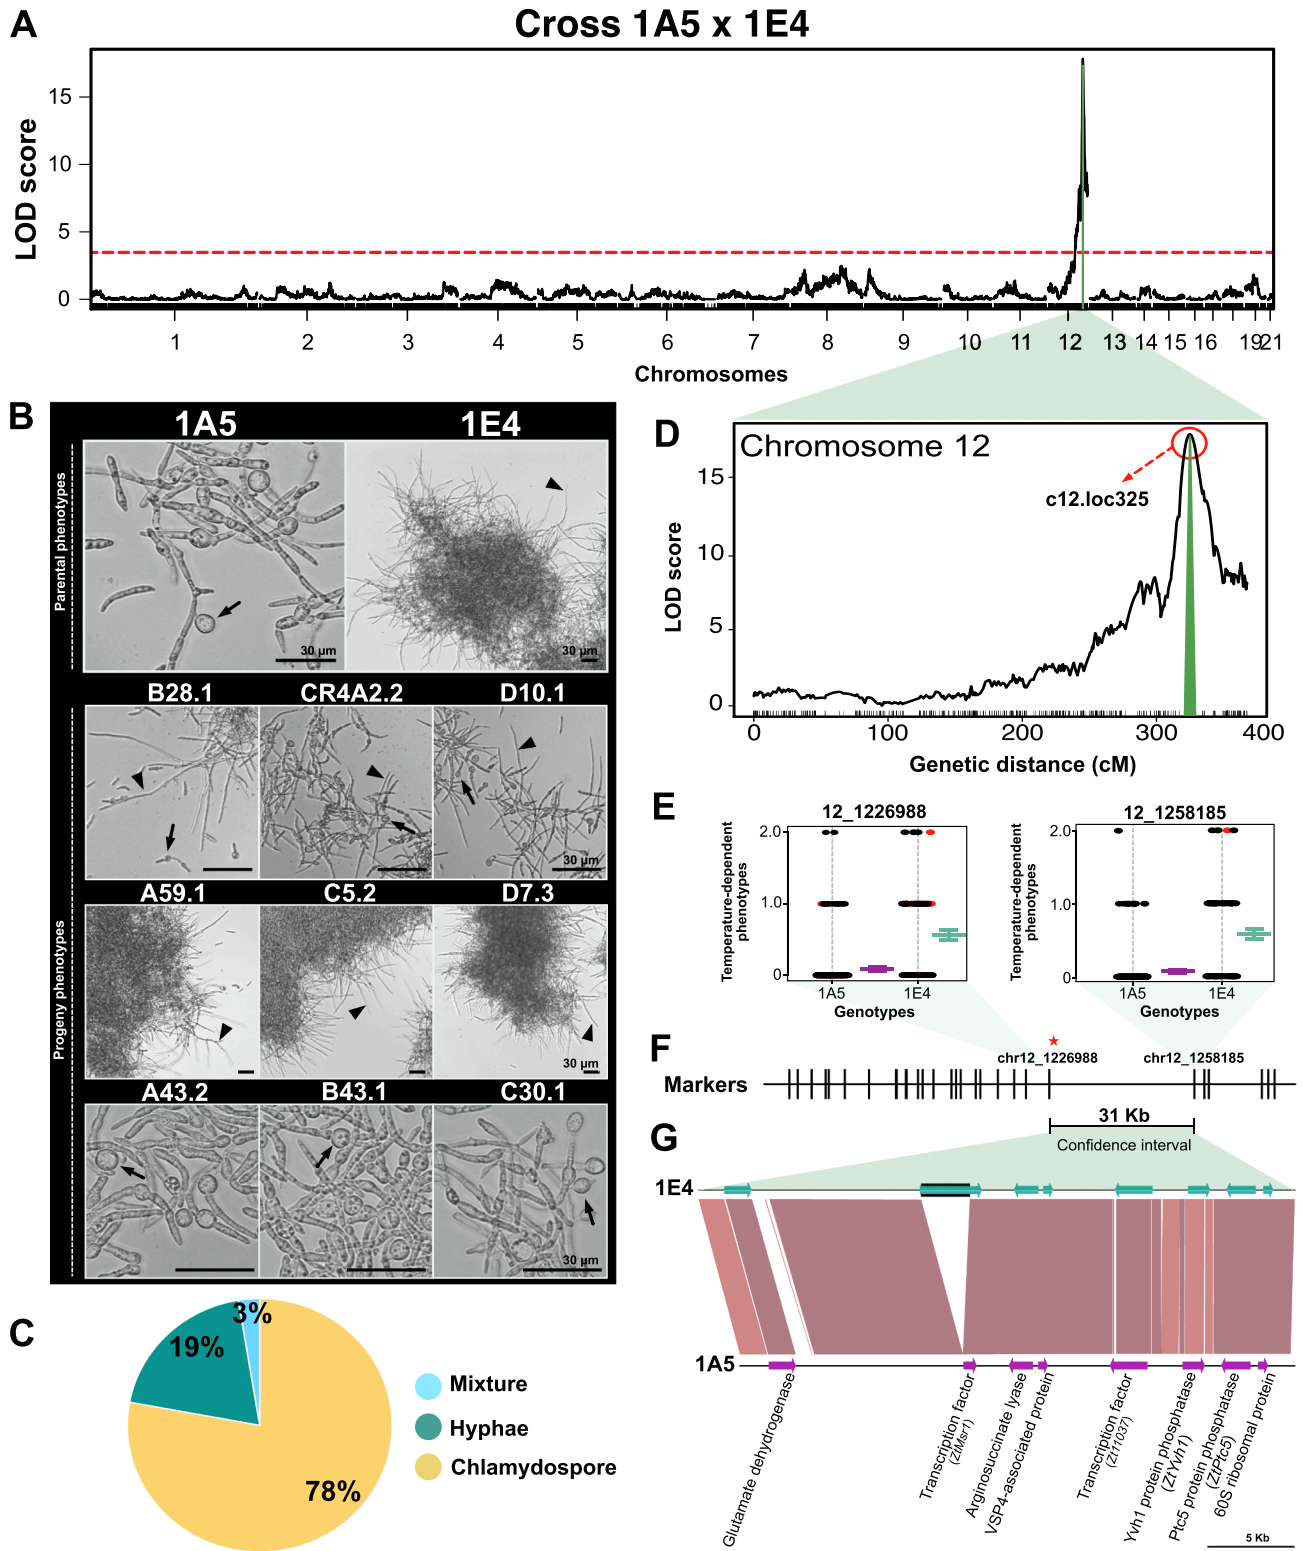 A
Cross 1A5 x 1E4
LOD score
15
10
5
0
1 2 3 4 5 6 7 8 9 10 11 12 13 14 15 16 19 21
Chromosomes
B
1A5 1E4
Parental phenotypes
30 µm 30 µm
Progeny phenotypes
B28.1 CR4A2.2 D10.1
30 µm
A59.1 C5.2 D7.3
30 µm
A43.2 B43.1 C30.1
30 µm
C
3%
19%
78%
Mixture
Hyphae
Chlamydospore
D
Chromosome 12
c12.loc325
LOD score
15
10
5
0
0 100 200 300 400
Genetic distance (cM)
E
12_1226988 12_1258185
Temperature-dependent
phenotypes
2.0
1.0
0
1A5 1E4
Genotypes
Temperature-dependent
phenotypes
2.0
1.0
0
1A5 1E4
Genotypes
F
chr12_1226988 chr12_1258185
Markers
31 Kb
Confidence interval
G
1E4
1A5
Glutamate dehydrogenase
Transcription factor
(ZtMsr1)
Arginosuccinate lyase
VSP4-associated protein
Transcription factor
(Zt11037)
Yvh1 protein phosphatase
(ZtYvh1)
Ptc5 protein phosphatase
(ZtPtc5)
60S ribosomal protein
5 Kb